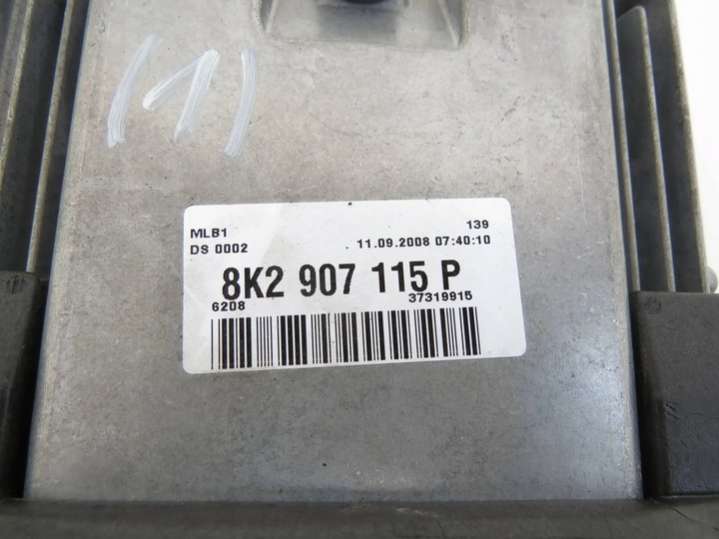 (1)
MLB1 139
DS 0002 11.09.2008 07:40:10
8K2 907 115 P
6208 37319915